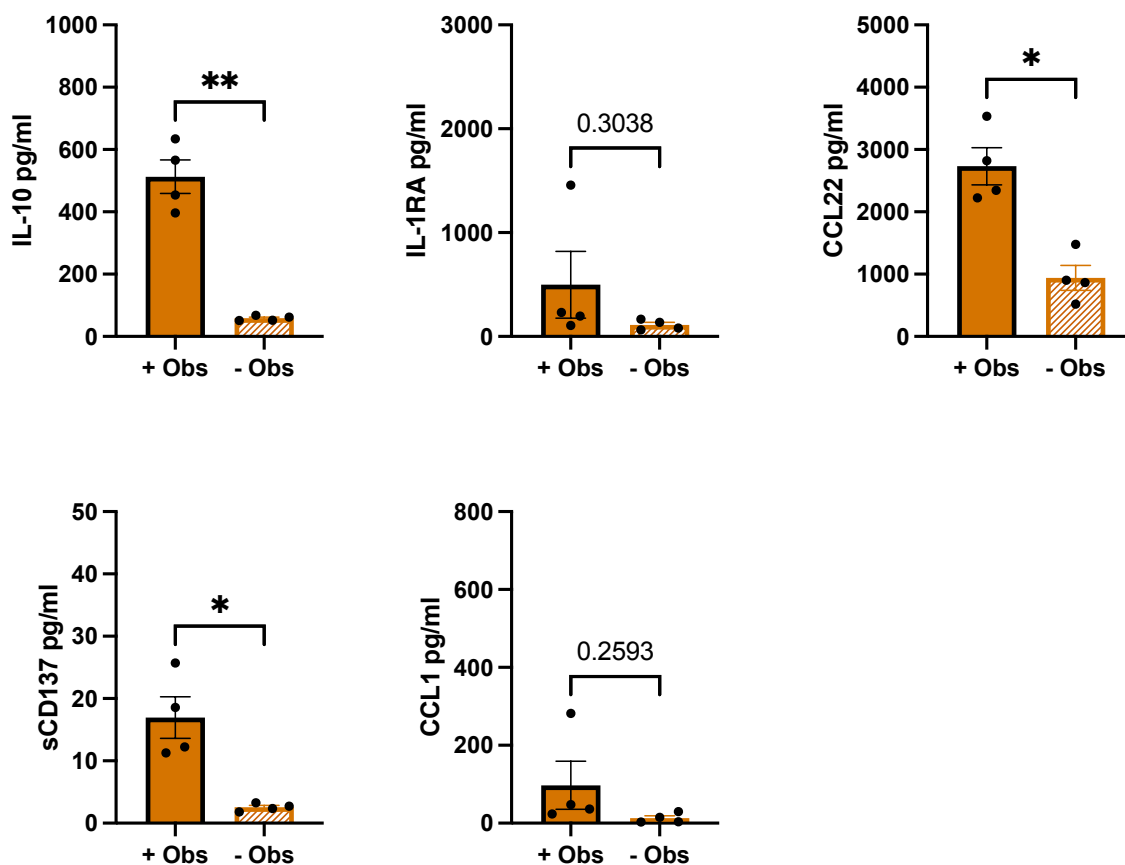 IL-10 pg/ml
1000
800
600
400
200
0
**
+ Obs
- Obs
IL-1RA pg/ml
3000
2000
1000
0
0.3038
+ Obs
- Obs
CCL22 pg/ml
5000
4000
3000
2000
1000
0
*
+ Obs
- Obs
sCD137 pg/ml
50
40
30
20
10
0
*
+ Obs
- Obs
CCL1 pg/ml
800
600
400
200
0
0.2593
+ Obs
- Obs